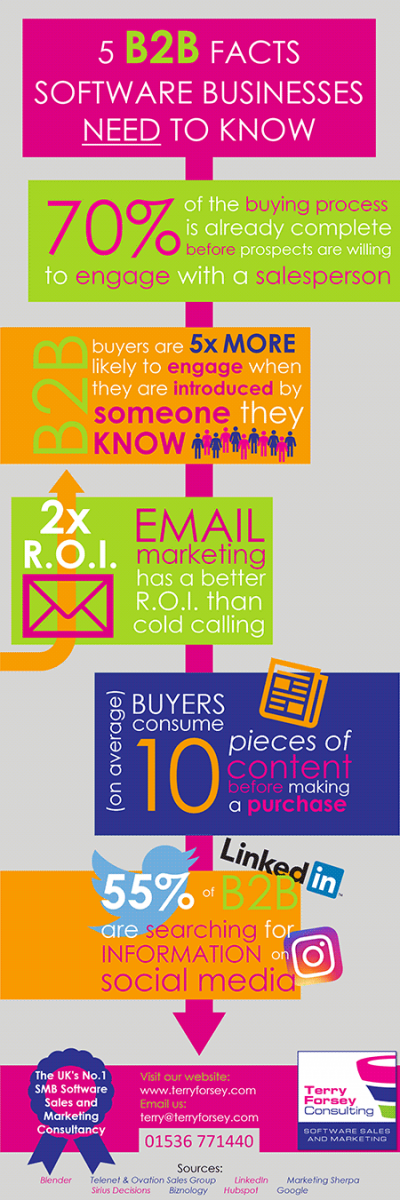 5 B2B FACTS
SOFTWARE BUSINESSES
NEED TO KNOW
70%
of the buying process
is already complete
before prospects are willing
to engage with a salesperson
B2B
buyers are 5x MORE
likely to engage when
they are introduced by
someone they
KNOW
2x
R.O.I.
EMAIL
marketing
has a better
R.O.I. than
cold calling
(on average)
BUYERS
consume
10
pieces of
content
before making
a purchase
Linked in
55% of B2B
are searching for
INFORMATION on
social media
The UK's No.1
SMB Software
Sales and
Marketing
Consultancy
Visit our website:
www.terryforsey.com
Email us:
terry@terryforsey.com
01536 771440
Terry
Forsey
Consulting
SOFTWARE SALES
AND MARKETING
Sources:
Blender Telenet & Ovation Sales Group LinkedIn Marketing Sherpa
Sirius Decisions Biznology Hubspot Google